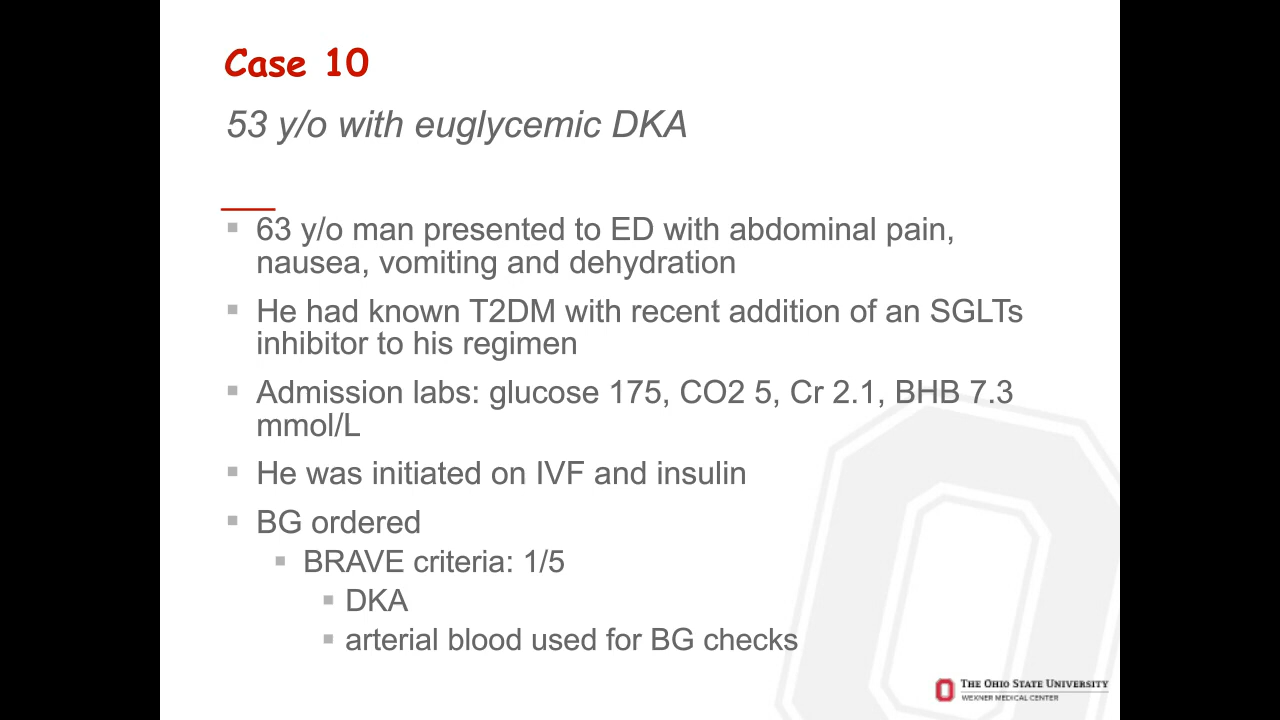 Case 10
53 y/o with euglycemic DKA
63 y/o man presented to ED with abdominal pain,
nausea, vomiting and dehydration
He had known T2DM with recent addition of an SGLTs
inhibitor to his regimen
Admission labs: glucose 175, CO2 5, Cr 2.1, BHB 7.3
mmol/L
He was initiated on IVF and insulin
BG ordered
BRAVE criteria: 1/5
DKA
arterial blood used for BG checks
THE OHIO STATE UNIVERSITY
WEXNER MEDICAL CENTER